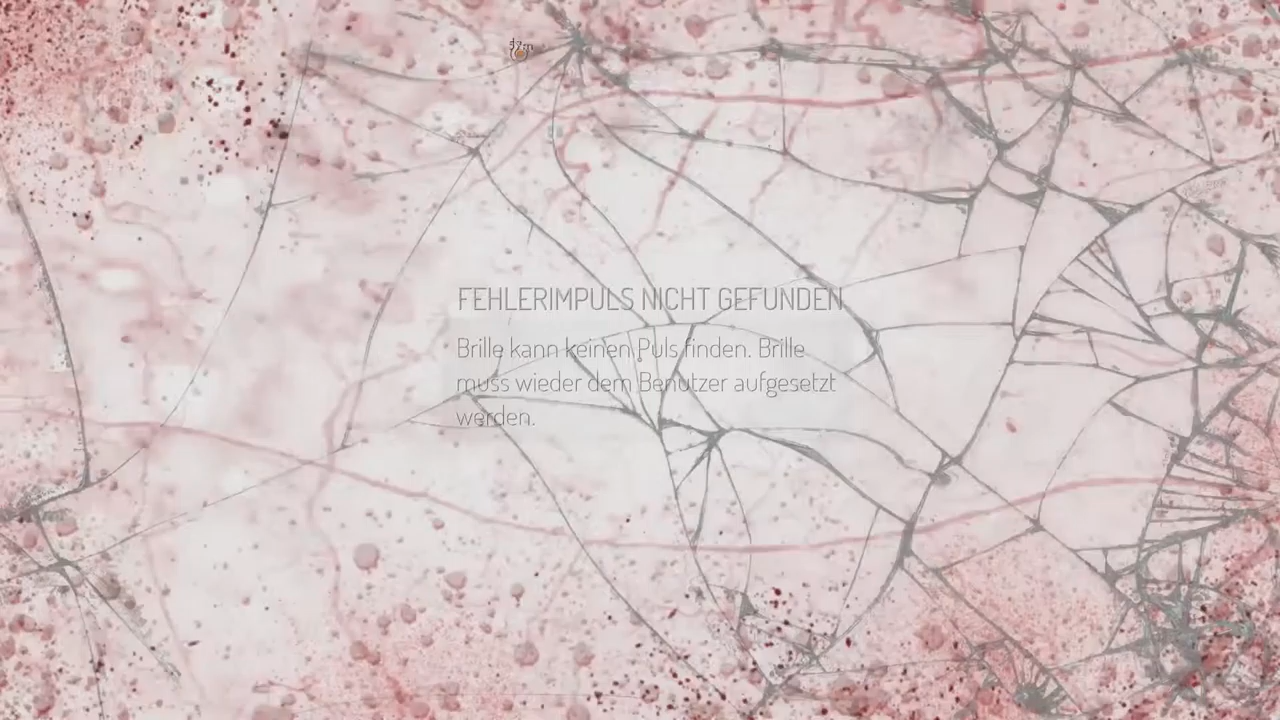 FEHLERIMPULS NICHT GEFUNDEN
Brille kann keinen Puls finden. Brille
muss wieder dem Benutzer aufgesetzt
werden.